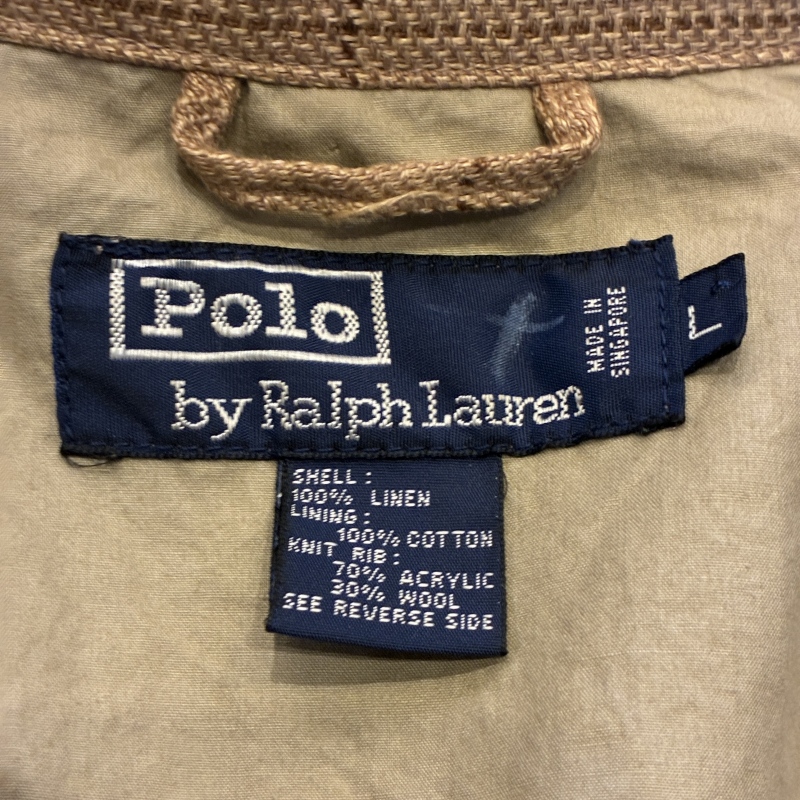 Polo
by Ralph Lauren
MADE IN
SINGAPORE
L
SHELL:
100% LINEN
LINING:
100% COTTON
KNIT RIB:
70% ACRYLIC
30% WOOL
SEE REVERSE SIDE